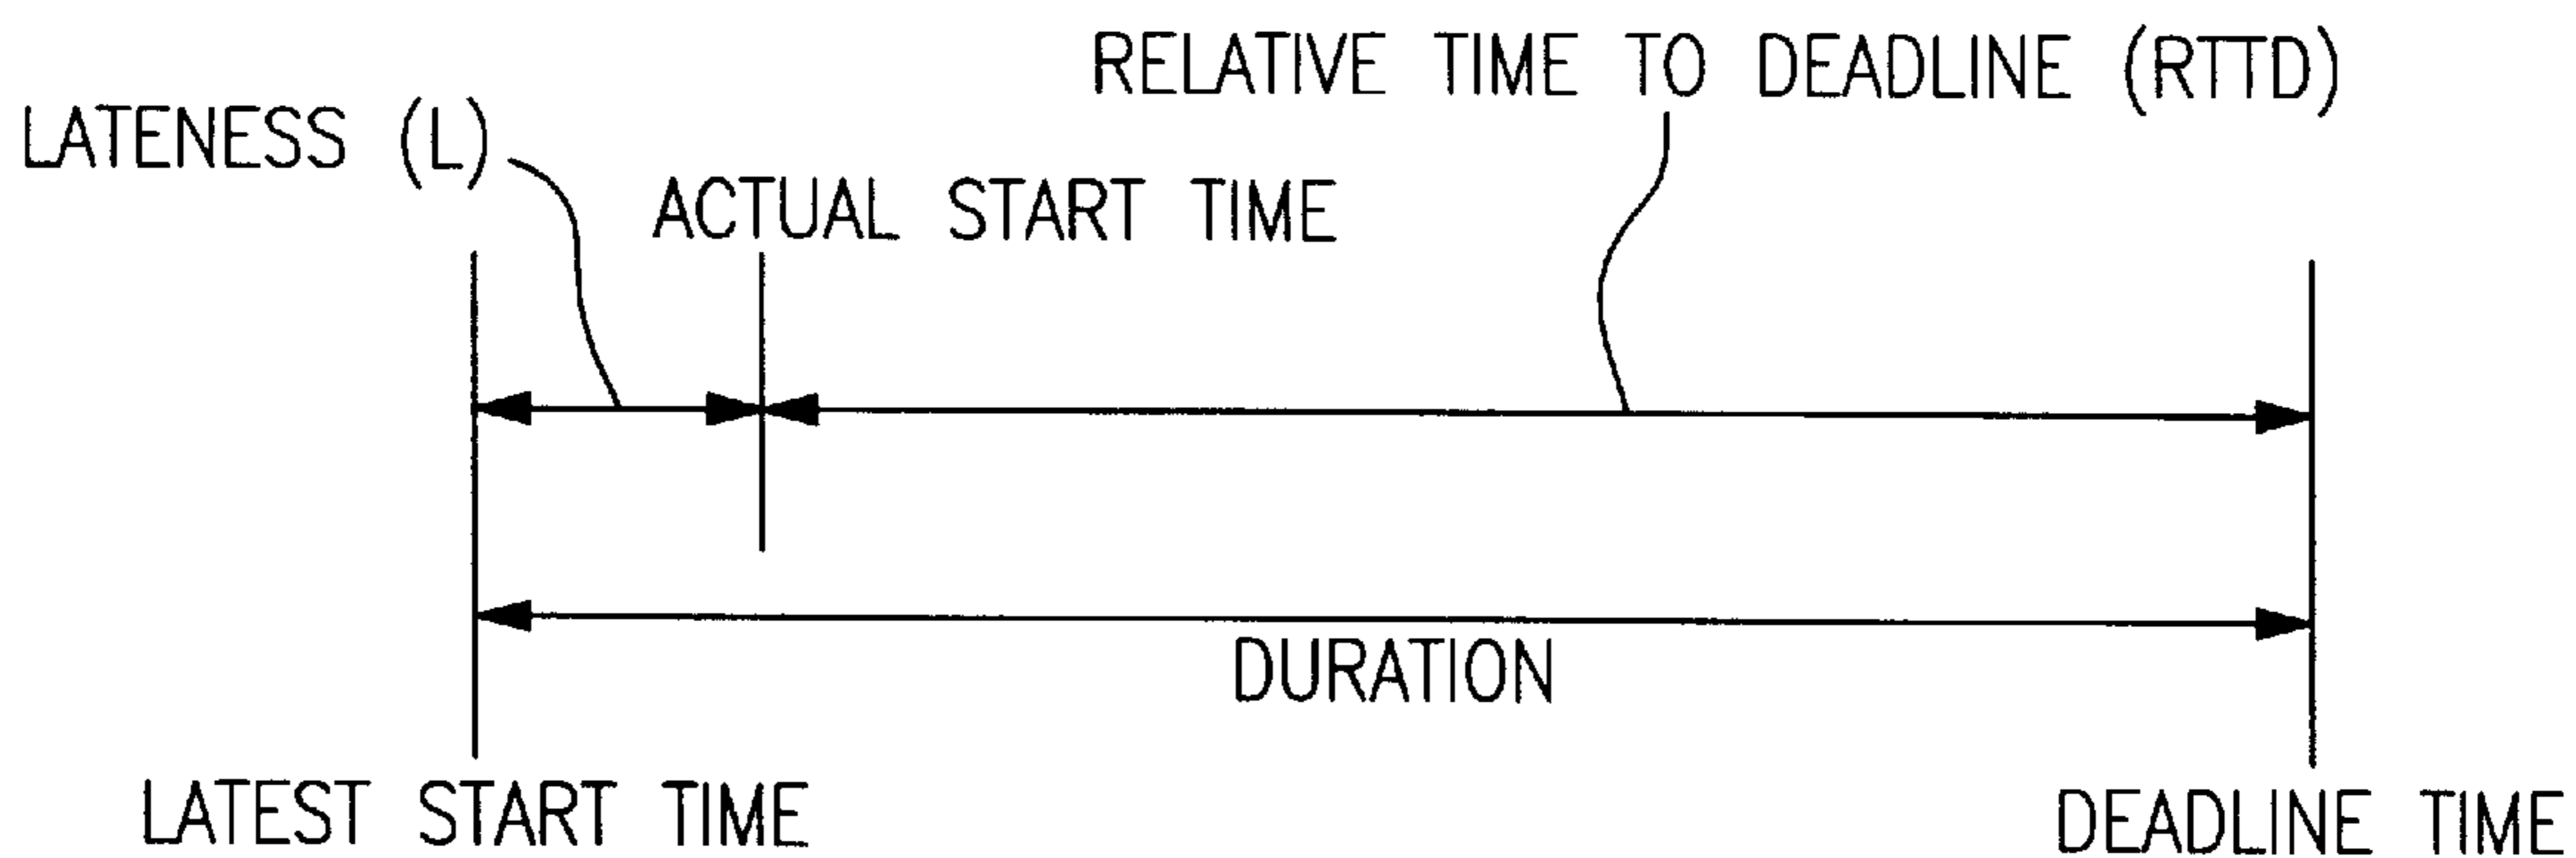 RELATIVE TIME TO DEADLINE (RTTD)
LATENESS (L)
ACTUAL START TIME
DURATION
LATEST START TIME
DEADLINE TIME